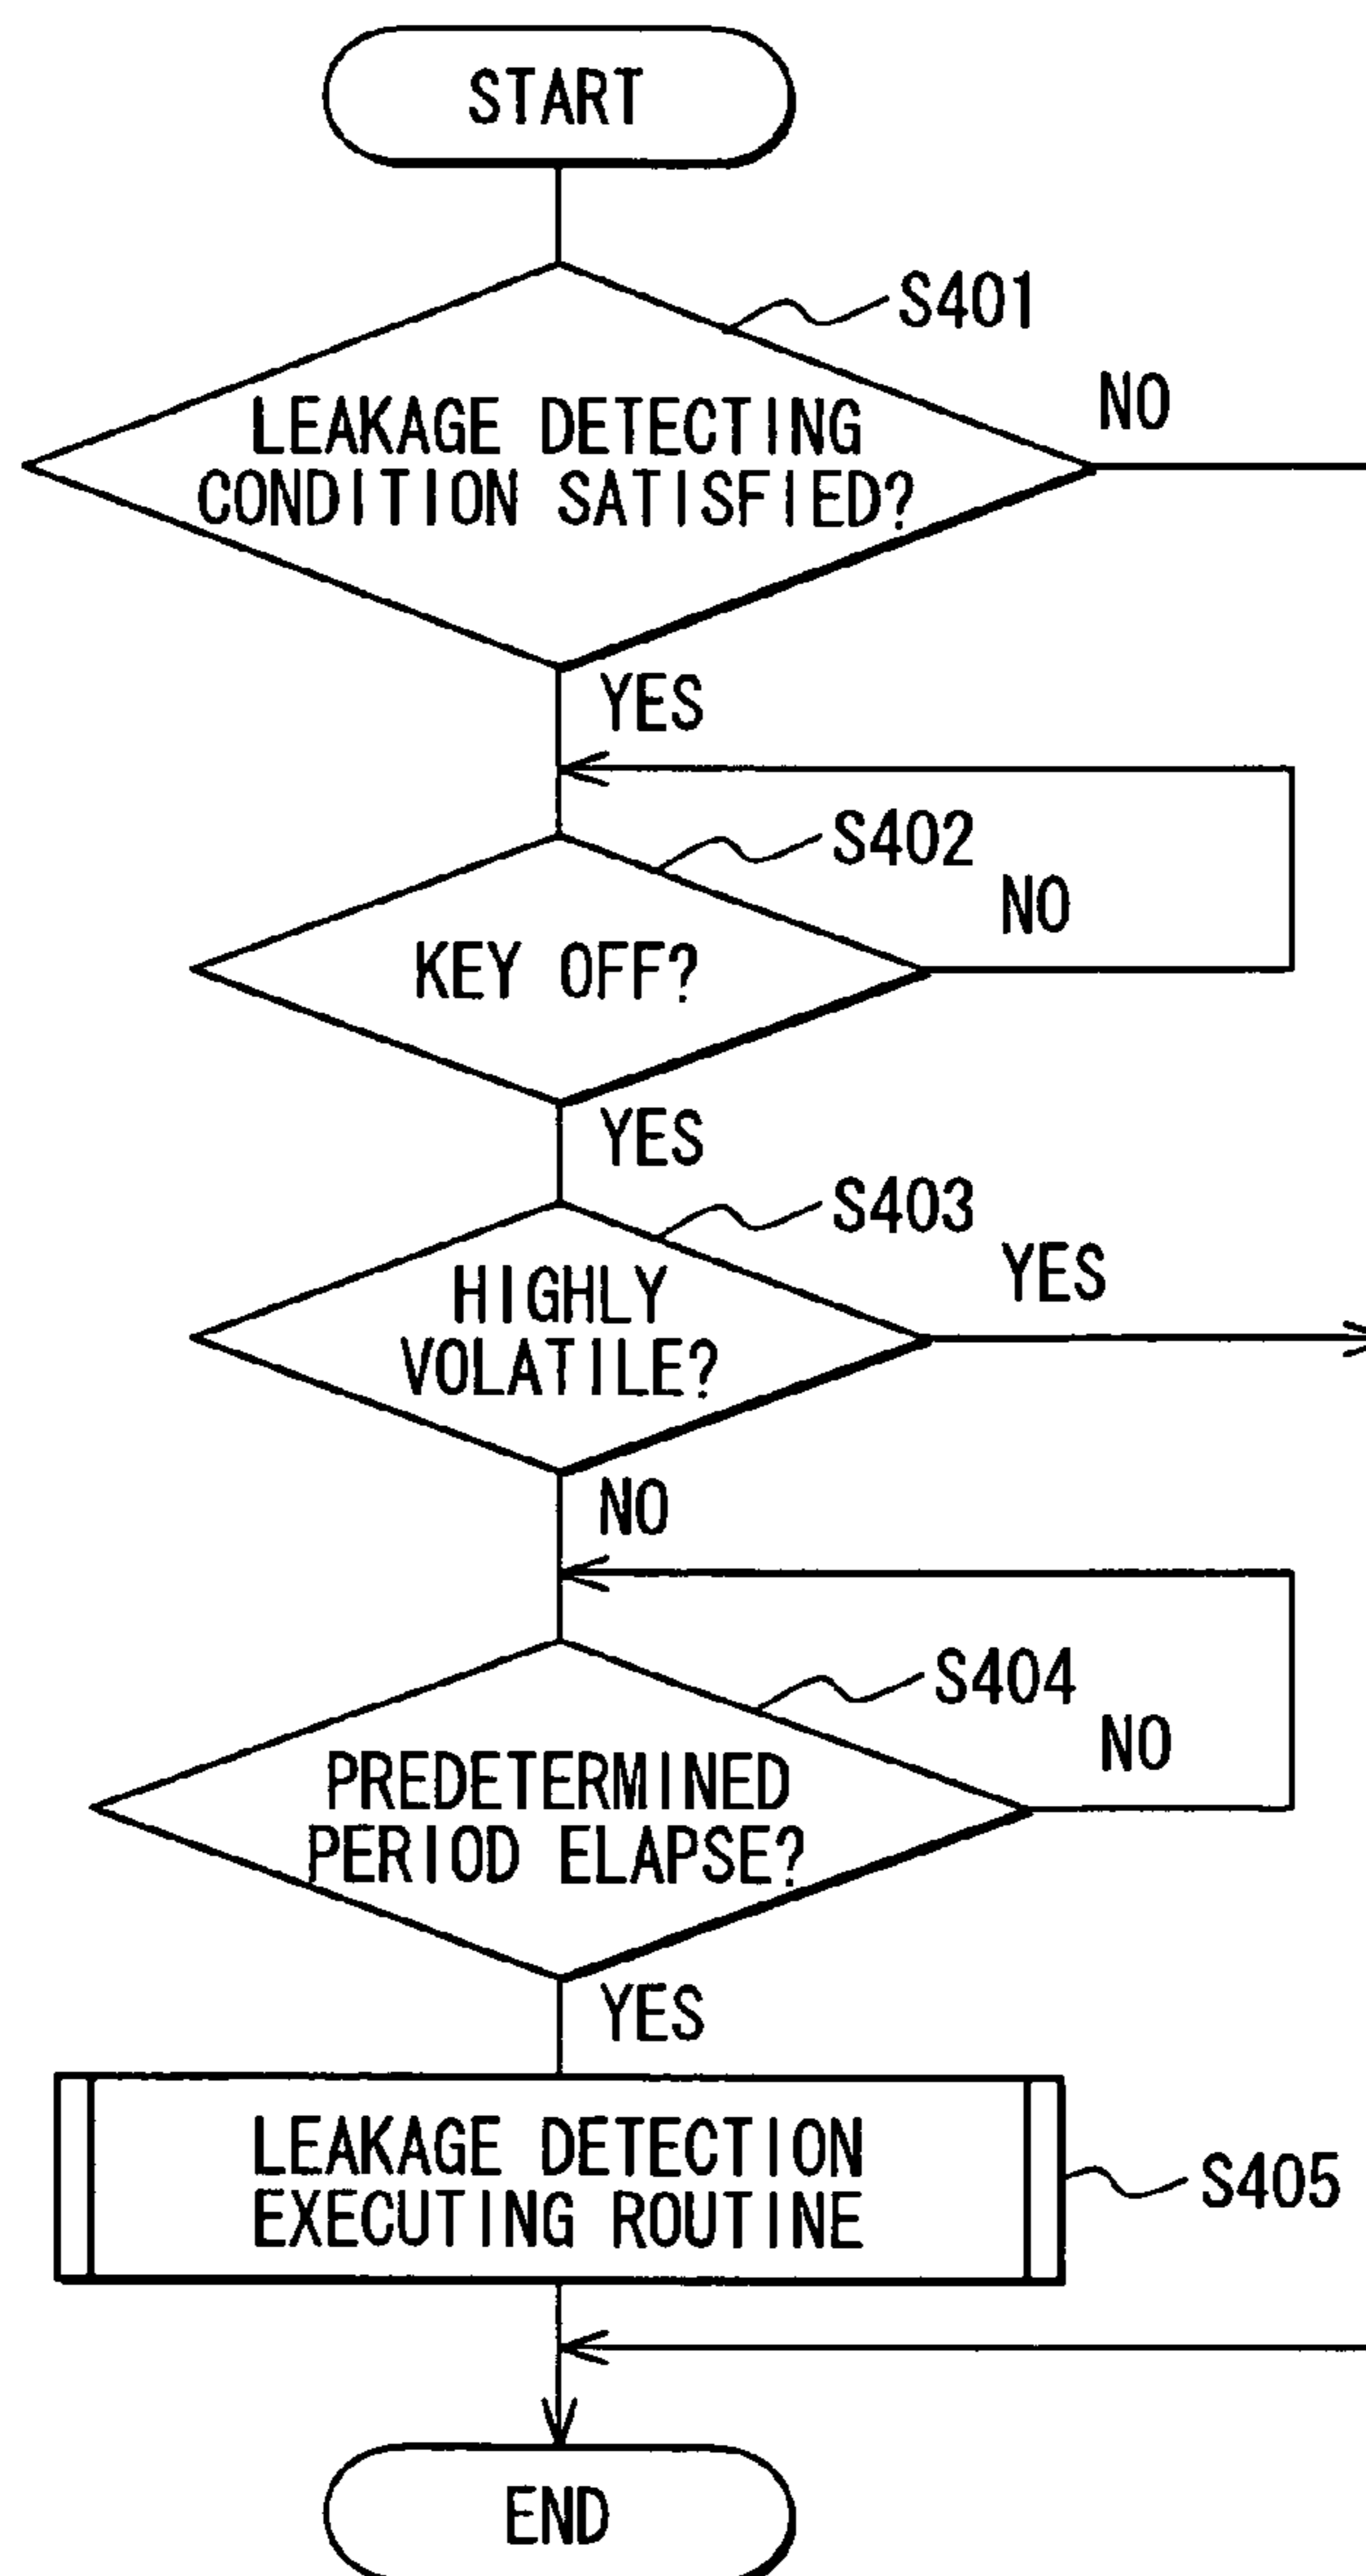 START
S401
NO
LEAKAGE DETECTING
CONDITION SATISFIED?
YES
S402
NO
KEY OFF?
YES
S403
YES
HIGHLY
VOLATILE?
NO
S404
NO
PREDETERMINED
PERIOD ELAPSE?
YES
LEAKAGE DETECTION
EXECUTING ROUTINE
S405
END